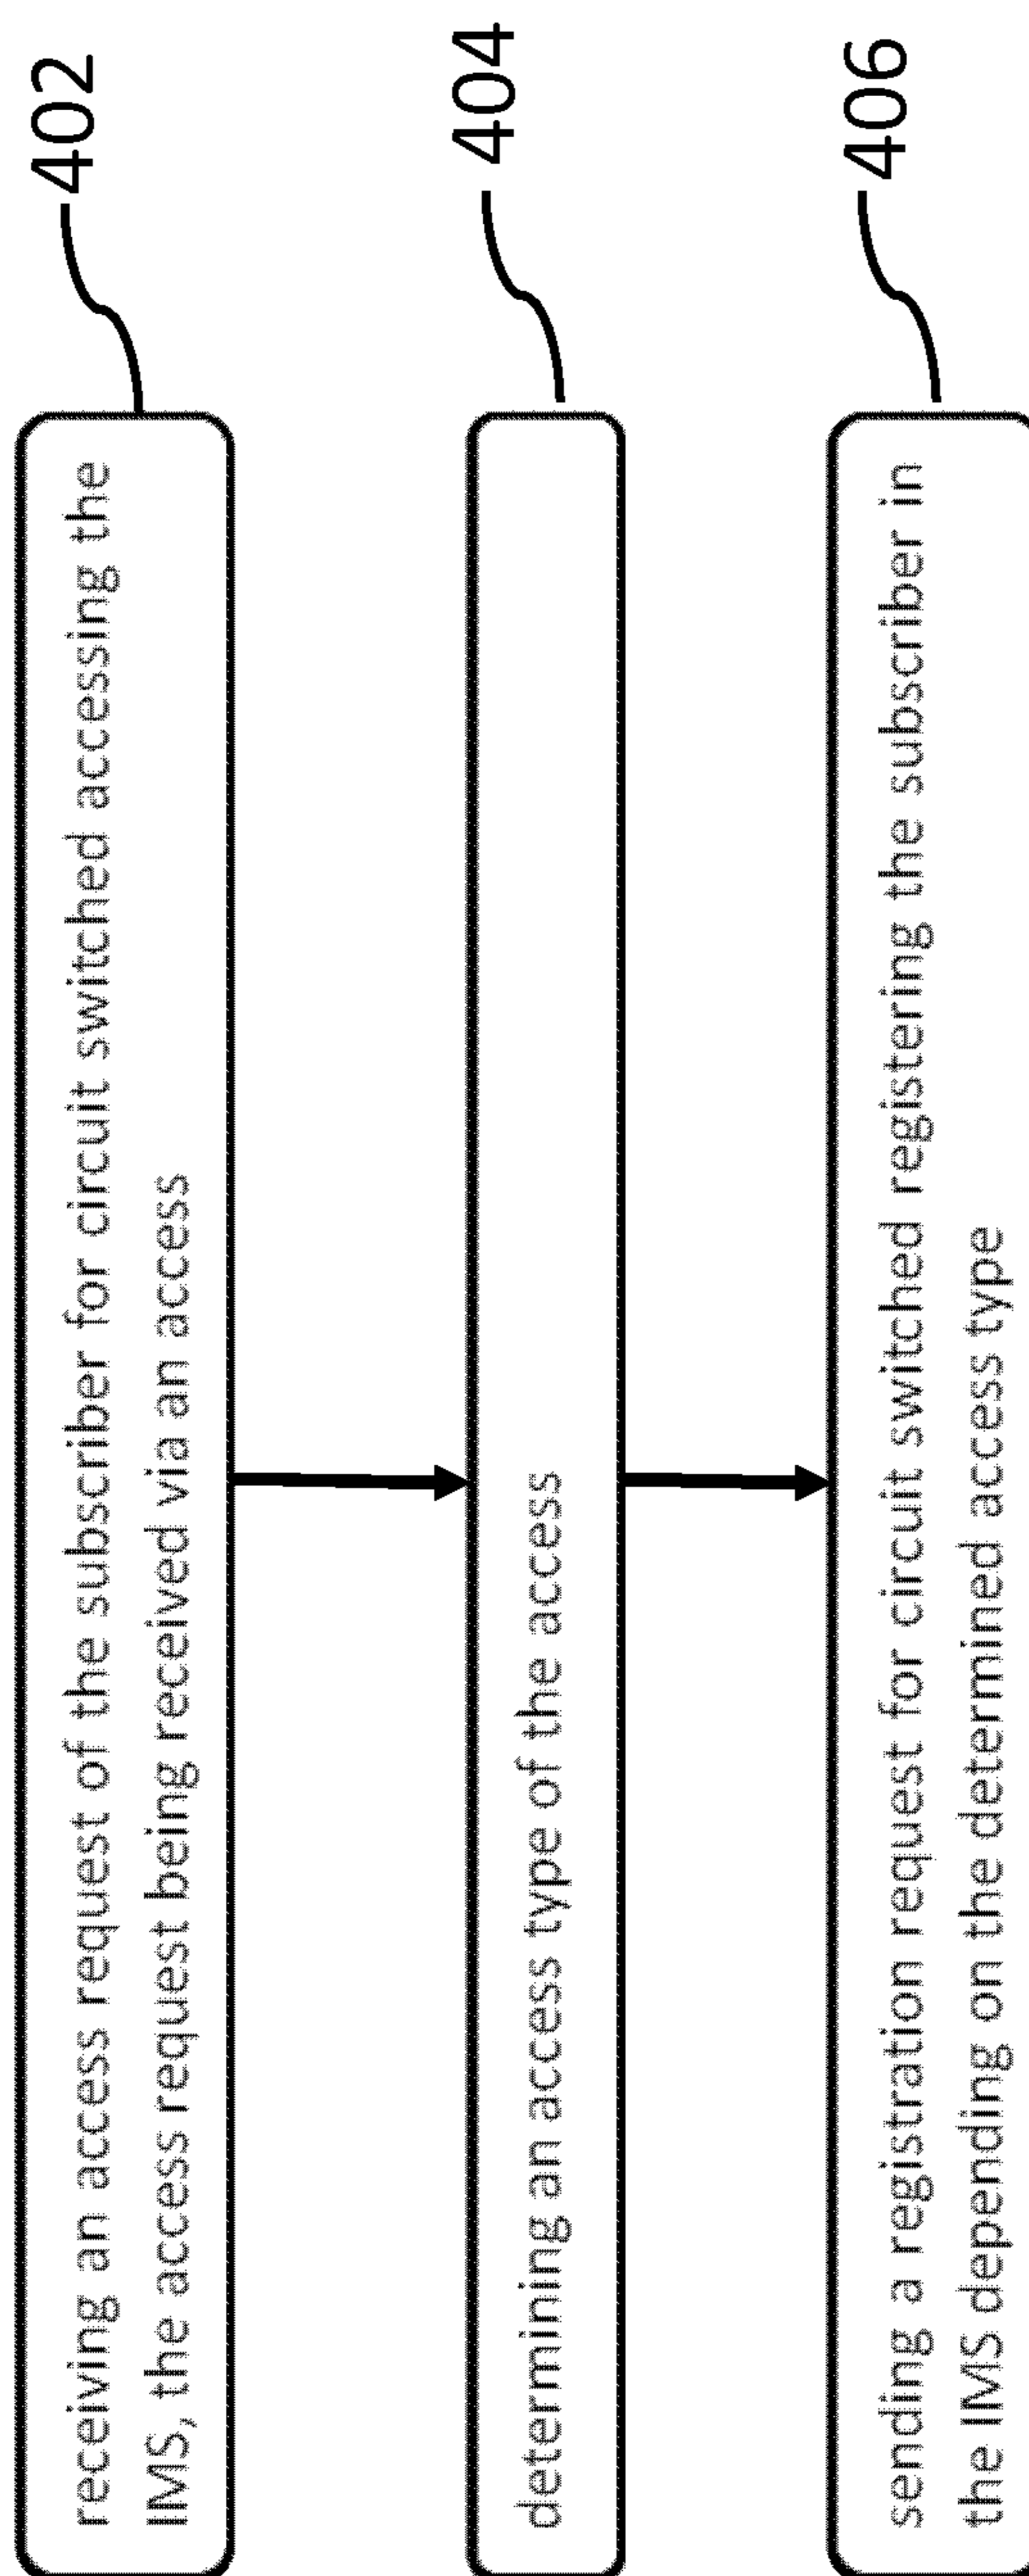 402
receiving an access request of the subscriber for circuit switched accessing the
IMS, the access request being received via an access
404
determining an access type of the access
406
sending a registration request for circuit switched registering the subscriber in
the IMS depending on the determined access type